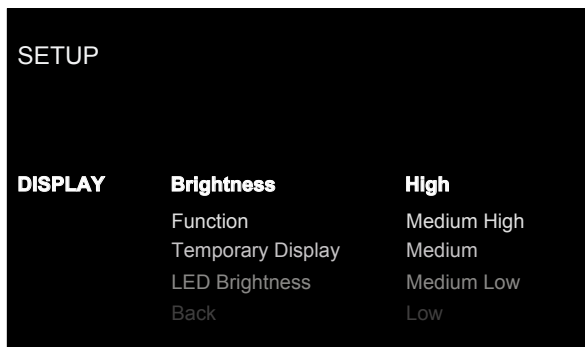 SETUP
DISPLAY Brightness High
Function Medium High
Temporary Display Medium
LED Brightness Medium Low
Back Low